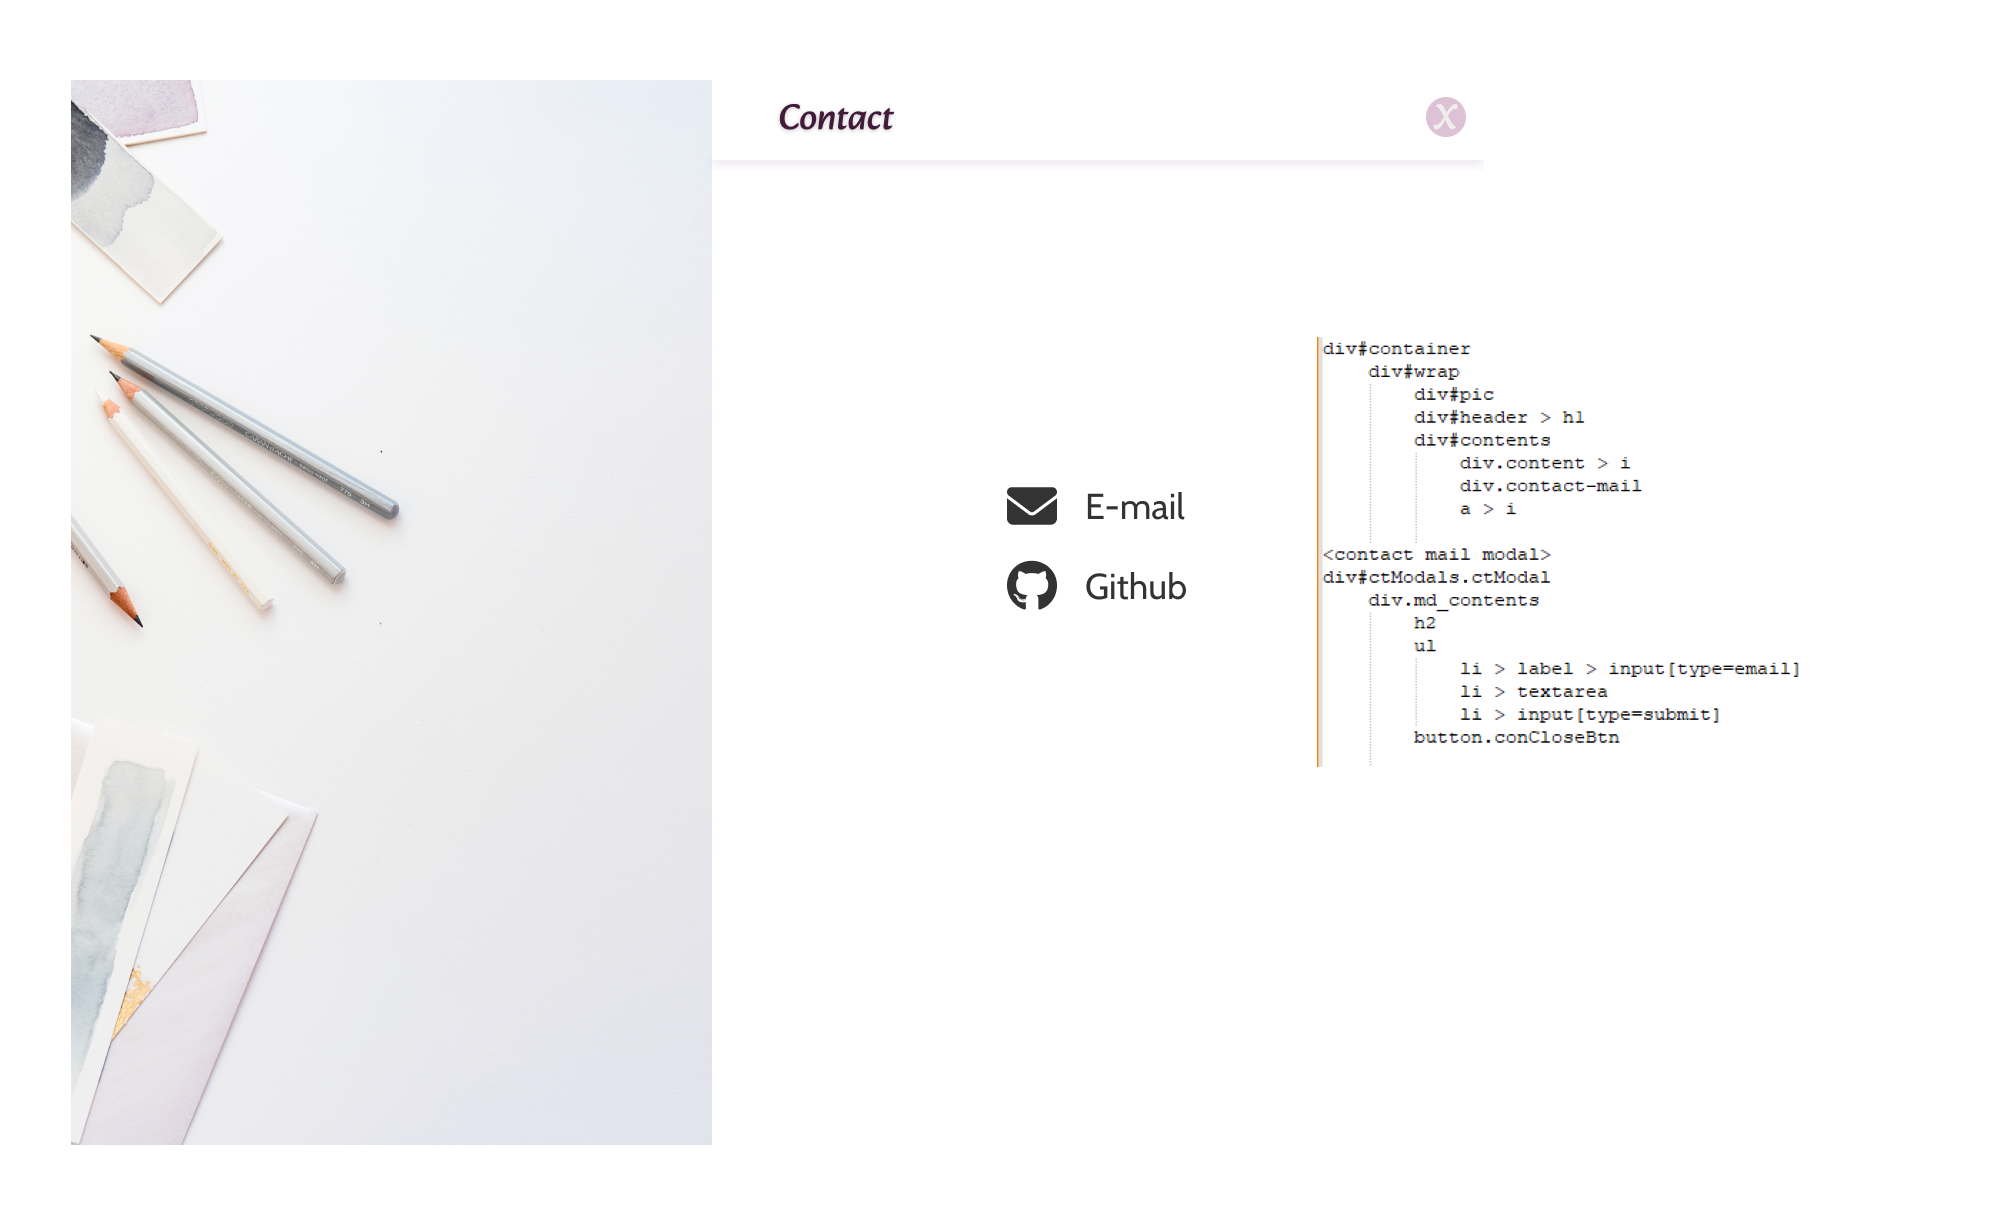 Contact
X
E-mail
Github
div#container
div#wrap
div#pic
div#header > h1
div#contents
div.content > i
div.contact-mail
a > i
<contact mail modal>
div#ctModals.ctModal
div.md_contents
h2
ul
li > label > input[type=email]
li > textarea
li > input[type=submit]
button.conCloseBtn